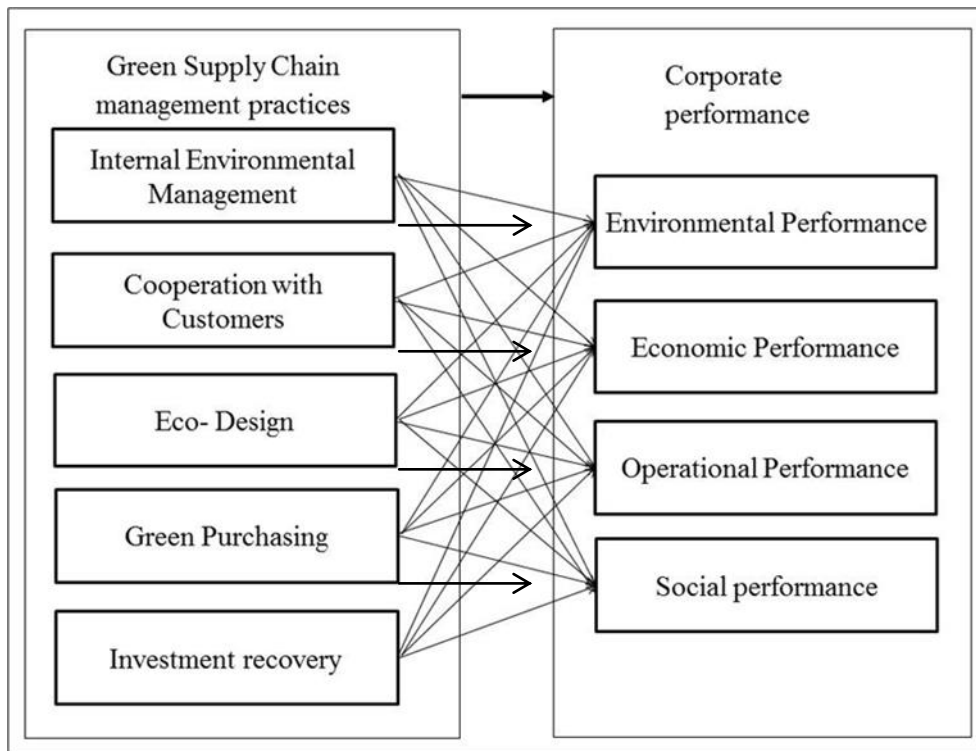 Green Supply Chain
management practices
Internal Environmental
Management
Cooperation with
Customers
Eco- Design
Green Purchasing
Investment recovery
Corporate
performance
Environmental Performance
Economic Performance
Operational Performance
Social performance